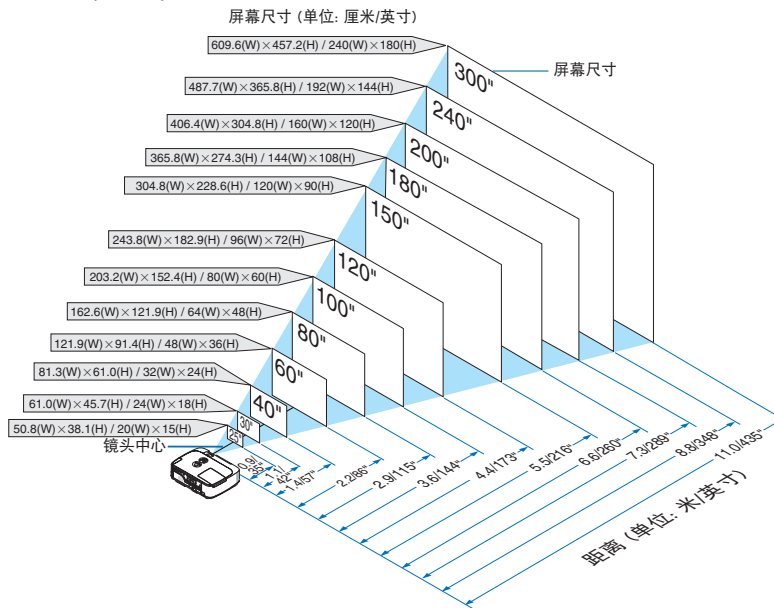 屏幕尺寸 (单位: 厘米/英寸)
609.6(W)×457.2(H) / 240(W)×180(H)
300"
屏幕尺寸
487.7(W)×365.8(H) / 192(W)×144(H)
240"
406.4(W)×304.8(H) / 160(W)×120(H)
200"
365.8(W)×274.3(H) / 144(W)×108(H)
180"
304.8(W)×228.6(H) / 120(W)×90(H)
150"
243.8(W)×182.9(H) / 96(W)×72(H)
120"
203.2(W)×152.4(H) / 80(W)×60(H)
100"
162.6(W)×121.9(H) / 64(W)×48(H)
80"
121.9(W)×91.4(H) / 48(W)×36(H)
60"
81.3(W)×61.0(H) / 32(W)×24(H)
40"
61.0(W)×45.7(H) / 24(W)×18(H)
30"
50.8(W)×38.1(H) / 20(W)×15(H)
25"
镜头中心
0.9/
35"
1.1/
42"
1.4/57"
2.2/86"
2.9/115"
3.6/144"
4.4/173"
5.5/216"
6.6/260"
7.3/289"
8.8/348"
11.0/435"
距离 (单位: 米/英寸)